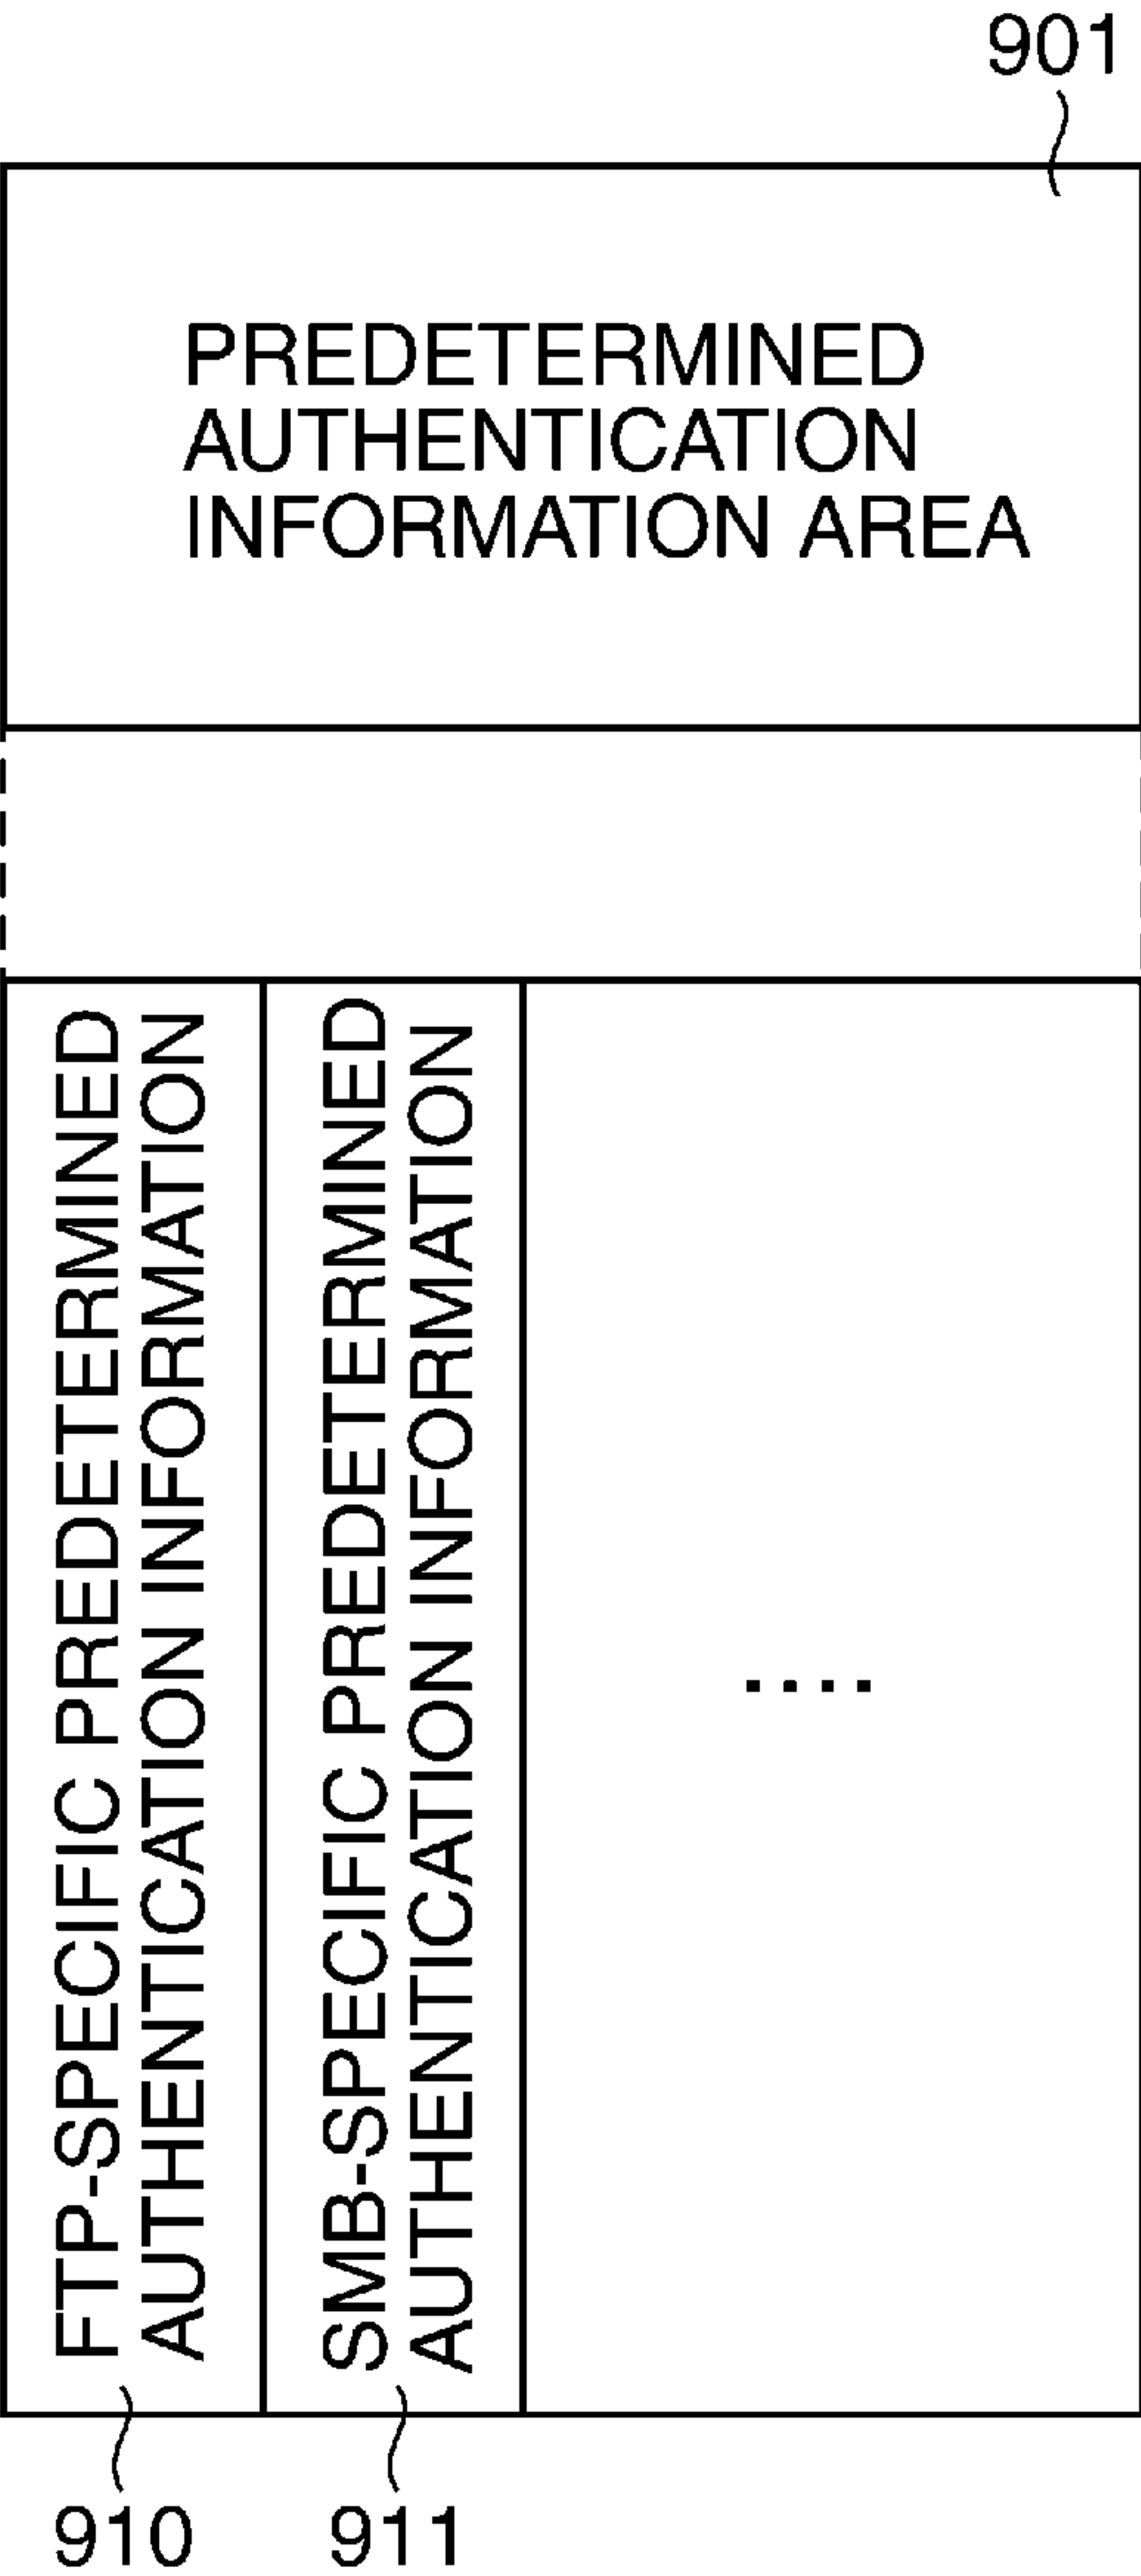 901
PREDETERMINED
AUTHENTICATION
INFORMATION AREA
FTP-SPECIFIC PREDETERMINED
AUTHENTICATION INFORMATION
SMB-SPECIFIC PREDETERMINED
AUTHENTICATION INFORMATION
....
910
911